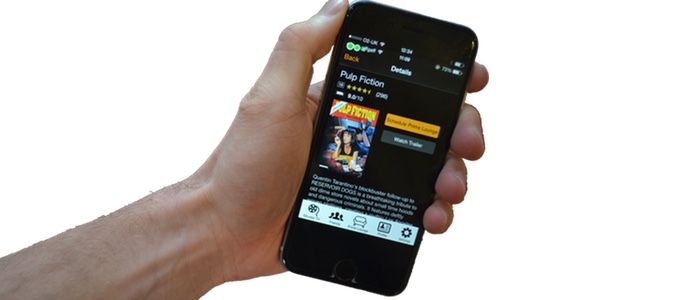 O2-UK 12:34
11:09 73%
Back Details
Pulp Fiction
(298)
9.0/10
PULP FICTION
Schedule Prime Lounge
Watch Trailer
Quentin Tarantino's blockbuster follow-up to
RESERVOIR DOGS is a breathtaking tribute to
old dime store novels about small time hoods
and dangerous criminals. It features deftly